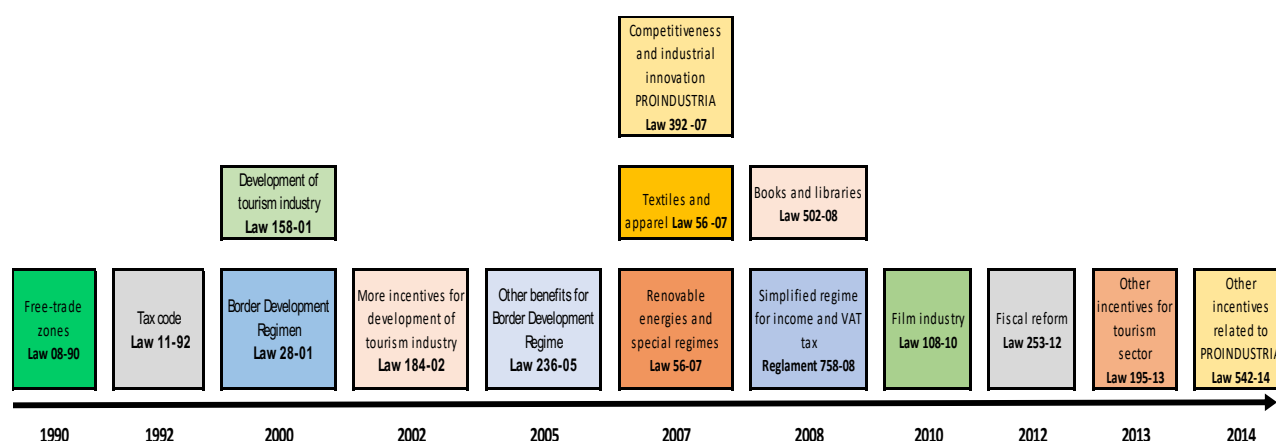 Competitiveness
and industrial
innovation
PROINDUSTRIA
Law 392 -07
Development of
tourism industry
Law 158-01
Textiles and
apparel Law 56 -07
Books and libraries
Law 502-08
Free-trade
zones
Law 08-90
Tax code
Law 11-92
Border Development
Regimen
Law 28-01
More incentives for
development of
tourism industry
Law 184-02
Other benefits for
Border Development
Regime
Law 236-05
Renovable
energies and
special regimes
Law 56-07
Simplified regime
for income and VAT
tax
Reglament 758-08
Film industry
Law 108-10
Fiscal reform
Law 253-12
Other
incentives for
tourism
sector
Law 195-13
Other
incentives
related to
PROINDUSTRIA
Law 542-14
1990
1992
2000
2002
2005
2007
2008
2010
2012
2013
2014